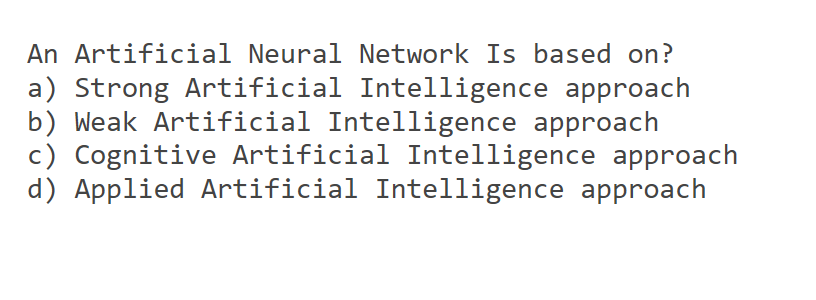 An Artificial Neural Network Is based on?
a) Strong Artificial Intelligence approach
b) Weak Artificial Intelligence approach
c) Cognitive Artificial Intelligence approach
d) Applied Artificial Intelligence approach